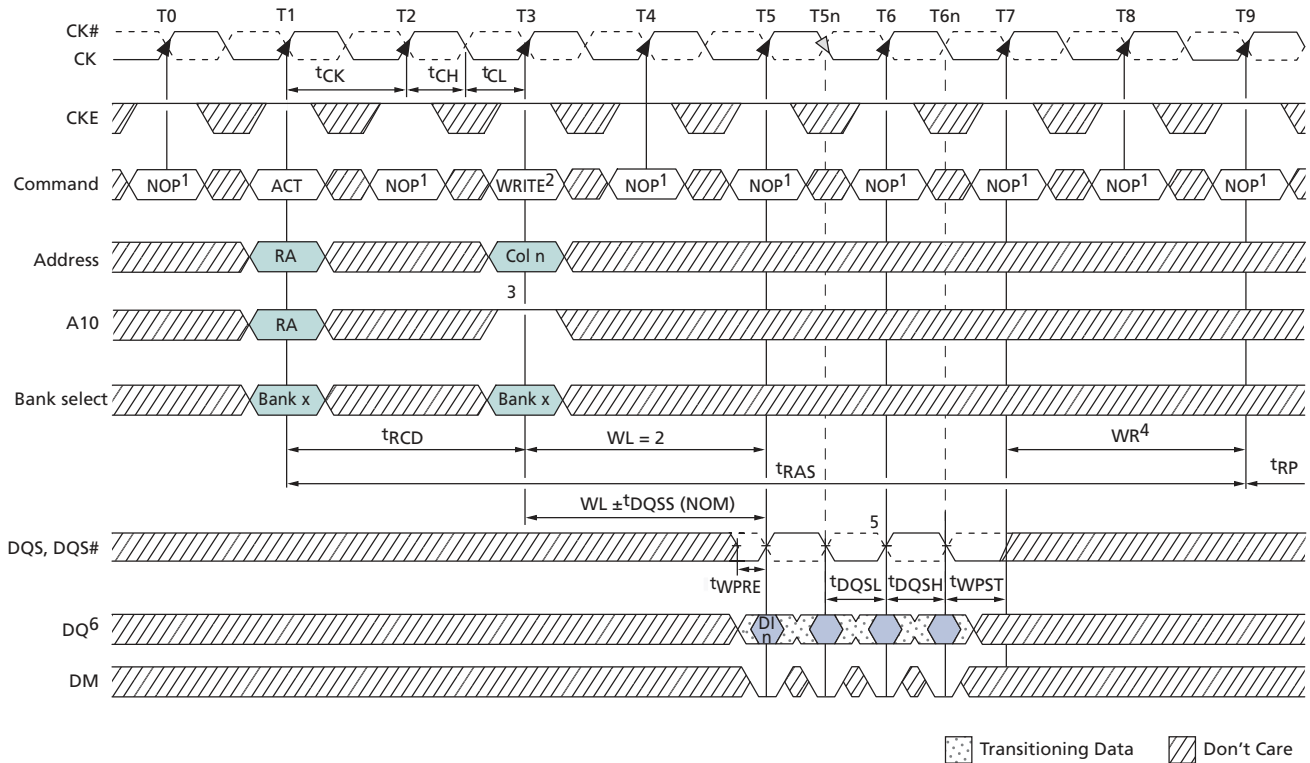 T0 T1 T2 T3 T4 T5 T5n T6 T6n T7 T8 T9
CK#
CK
tCK tCH tCL
CKE
Command NOP1 ACT NOP1 WRITE2 NOP1 NOP1 NOP1 NOP1 NOP1 NOP1
Address RA Col n
3
A10 RA
Bank select Bank x Bank x
tRCD WL = 2 WR4
tRAS tRP
WL ±tDQSS (NOM)
5
DQS, DQS#
tWPRE tDQSL tDQSH tWPST
DQ6 DI n
DM
Transitioning Data Don't Care